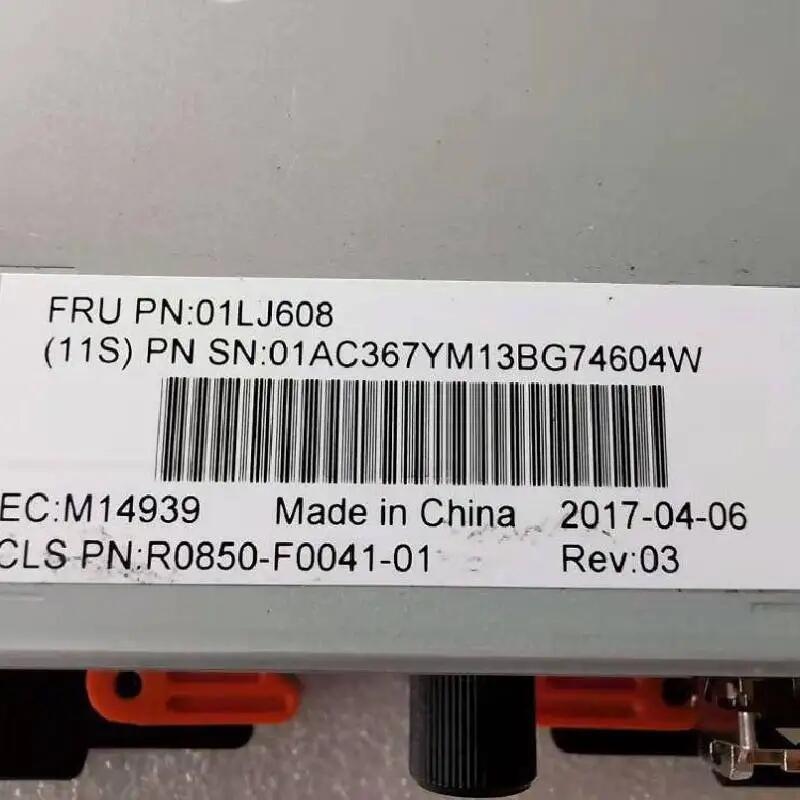 FRU PN:01LJ608
(11S) PN SN:01AC367YM13BG74604W
EC:M14939 Made in China 2017-04-06
CLS PN:R0850-F0041-01 Rev:03